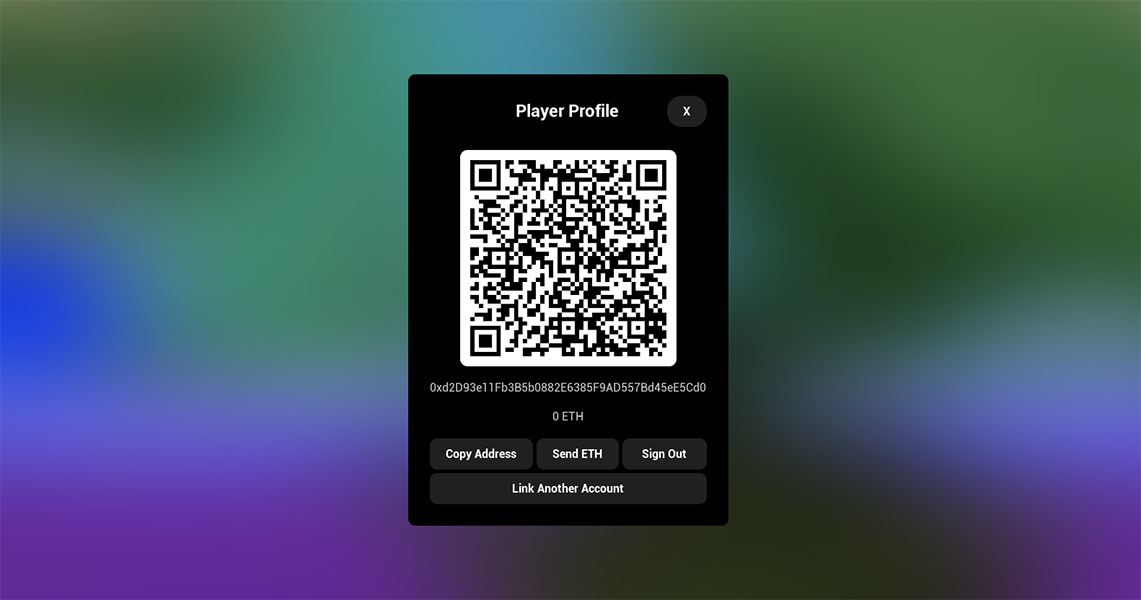 Player Profile
X
0xd2D93e11Fb3B5b0882E6385F9AD557Bd45eE5Cd0
0 ETH
Copy Address
Send ETH
Sign Out
Link Another Account